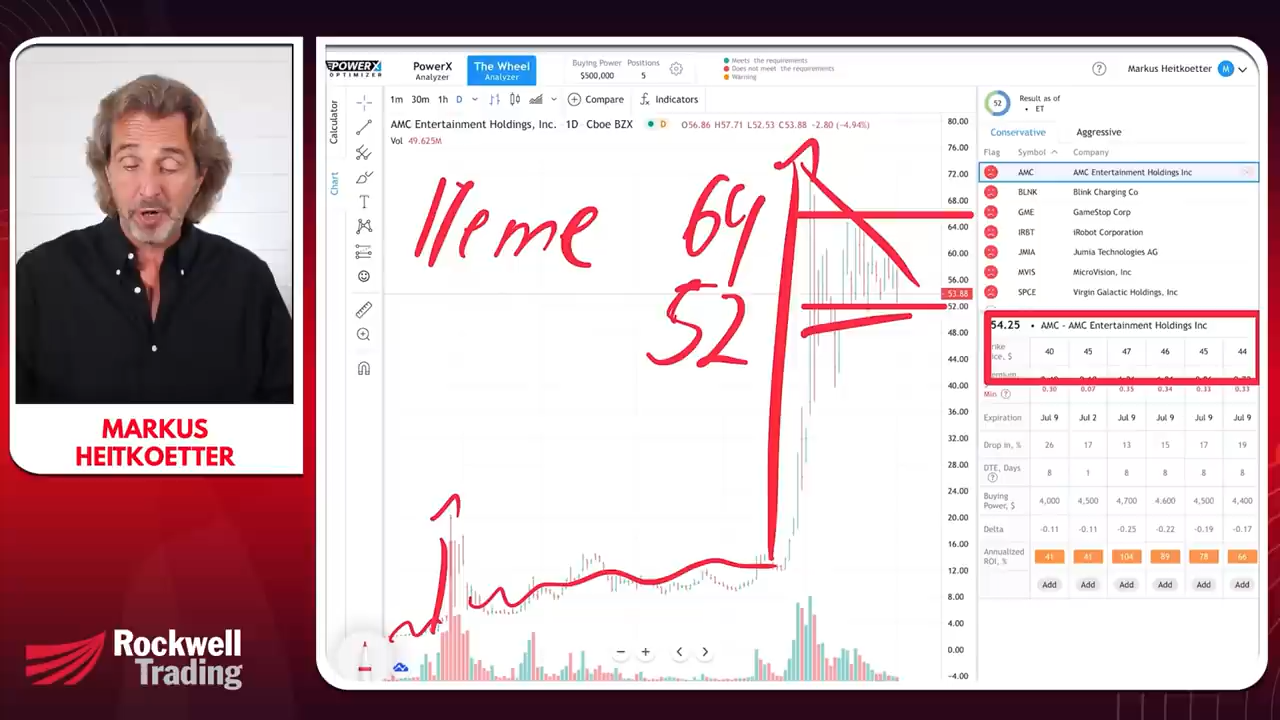 POWERX
OPTIMIZER
PowerX
Analyzer
The Wheel
Analyzer
Buying Power Positions
$500,000 5
Meets the requirements
Does not meet the requirements
Warning
Markus Heitkoetter M
Calculator
Chart
1m 30m 1h D Compare Indicators
AMC Entertainment Holdings, Inc. 1D Cboe BZX D O56.86 H57.71 L52.53 C53.88 -2.80 (-4.94%)
Vol 49.625M
Meme
64
52
80.00
76.00
72.00
68.00
64.00
60.00
56.00
53.88
52.00
48.00
44.00
40.00
36.00
32.00
28.00
24.00
20.00
16.00
12.00
8.00
4.00
0.00
-4.00
52
Result as of
• ET
Conservative Aggressive
Flag Symbol Company
AMC AMC Entertainment Holdings Inc
BLNK Blink Charging Co
GME GameStop Corp
IRBT iRobot Corporation
JMIA Jumia Technologies AG
MVIS MicroVision, Inc
SPCE Virgin Galactic Holdings, Inc
54.25 • AMC - AMC Entertainment Holdings Inc
40 45 47 46 45 44
Min 0.30 0.07 0.35 0.34 0.33 0.33
Expiration Jul 9 Jul 2 Jul 9 Jul 9 Jul 9 Jul 9
Drop in, % 26 17 13 15 17 19
DTE, Days 8 1 8 8 8 8
Buying
Power, $ 4,000 4,500 4,700 4,600 4,500 4,400
Delta -0.11 -0.11 -0.25 -0.22 -0.19 -0.17
Annualized
ROI, % 41 41 104 89 78 66
Add Add Add Add Add Add
MARKUS
HEITKOETTER
Rockwell
Trading